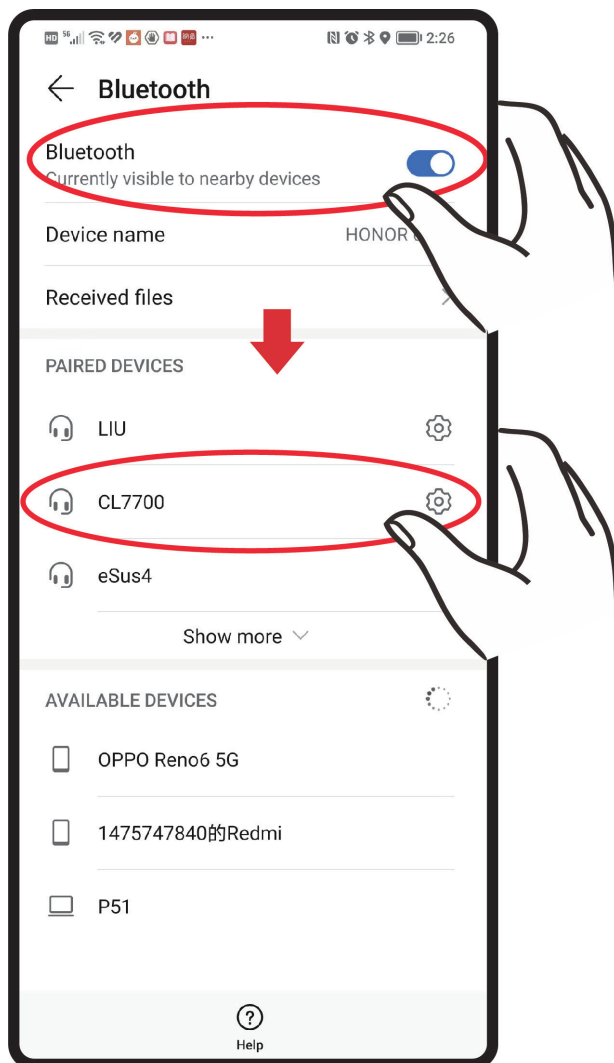 HD 5G 2:26
Bluetooth
Bluetooth
Currently visible to nearby devices
Device name HONOR
Received files
PAIRED DEVICES
LIU
CL7700
eSus4
Show more
AVAILABLE DEVICES
OPPO Reno6 5G
1475747840的Redmi
P51
?
Help